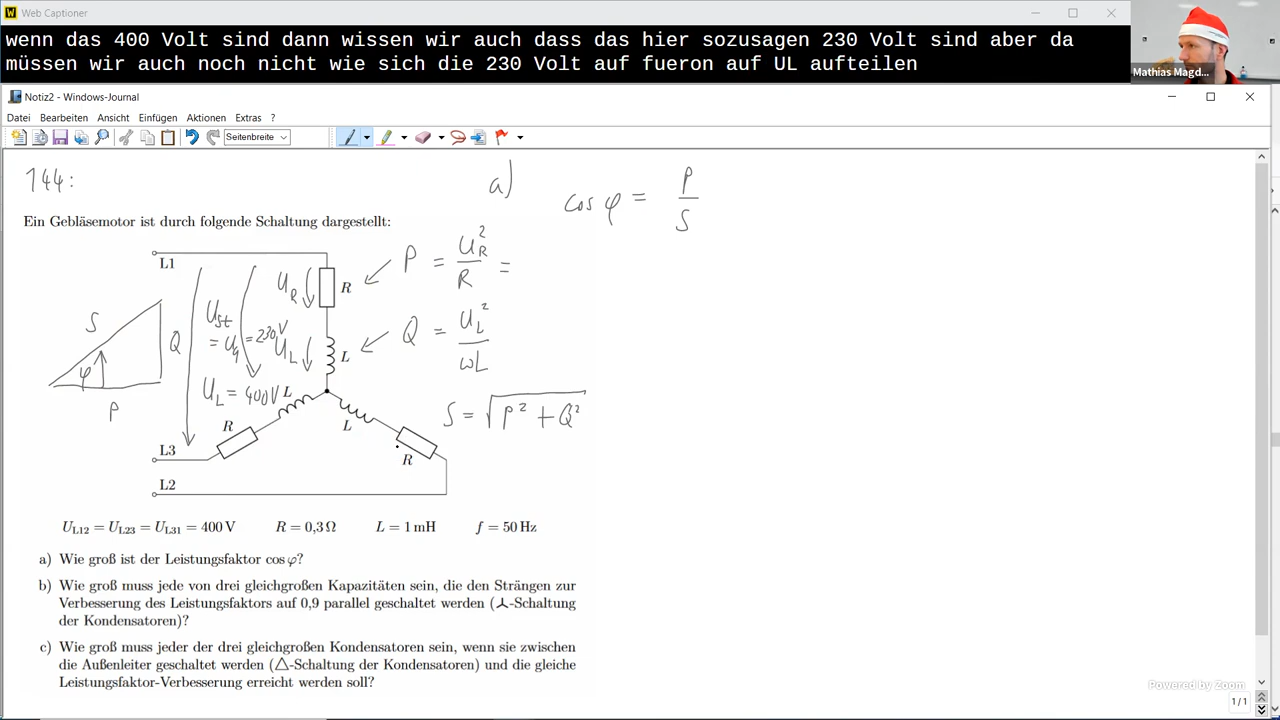 Web Captioner
wenn das 400 Volt sind dann wissen wir auch dass das hier sozusagen 230 Volt sind aber da
müssen wir auch noch nicht wie sich die 230 Volt auf fueron auf UL aufteilen
Mathias Magd...
Notiz2 - Windows-Journal
Datei Bearbeiten Ansicht Einfügen Aktionen Extras ?
Seitenbreite
144:
a) cos φ = P / S
Ein Gebläsemotor ist durch folgende Schaltung dargestellt:
L1
U_R R
P = U_R² / R =
S Q φ P
U_St = U_q = 230V
U_L L
Q = U_L² / ωL
U_L = 400V L
S = √P² + Q²
R L
L3 R
L2
U_L12 = U_L23 = U_L31 = 400 V R = 0,3 Ω L = 1 mH f = 50 Hz
a) Wie groß ist der Leistungsfaktor cos φ?
b) Wie groß muss jede von drei gleichgroßen Kapazitäten sein, die den Strängen zur
Verbesserung des Leistungsfaktors auf 0,9 parallel geschaltet werden (⅄-Schaltung
der Kondensatoren)?
c) Wie groß muss jeder der drei gleichgroßen Kondensatoren sein, wenn sie zwischen
die Außenleiter geschaltet werden (△-Schaltung der Kondensatoren) und die gleiche
Leistungsfaktor-Verbesserung erreicht werden soll?
Powered by Zoom
1/1